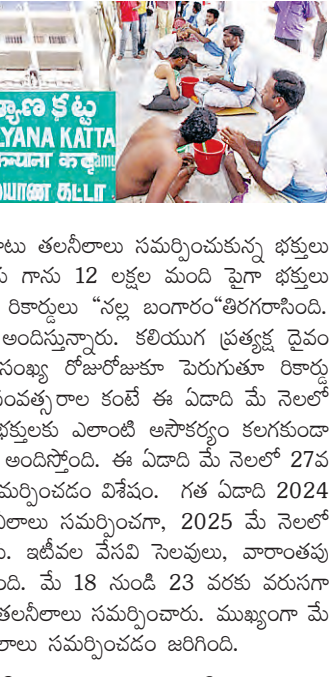 కట్ట
LYANA KATTA
ాటు తలనీలాలు సమర్పించుకున్న భక్తులు
గాను 12 లక్షల మంది పైగా భక్తులు
రికార్డులు “నల్ల బంగారం“తిరగరాసింది.
అందిస్తున్నారు. కలియుగ ప్రత్యక్ష దైవం
సంఖ్య రోజురోజుకూ పెరుగుతూ రికార్డు
సంవత్సరాల కంటే ఈ ఏడాది మే నెలలో
భక్తులకు ఎలాంటి అసౌకర్యం కలగకుండా
అందిస్తోంది. ఈ ఏడాది మే నెలలో 27వ
మర్పించడం విశేషం. గత ఏడాది 2024
నీలాలు సమర్పించగా, 2025 మే నెలలో
ు. ఇటీవల వేసవి సెలవులు, వారాంతపు
ంది. మే 18 నుండి 23 వరకు వరుసగా
తలనీలాలు సమర్పించారు. ముఖ్యంగా మే
లాలు సమర్పించడం జరిగింది.